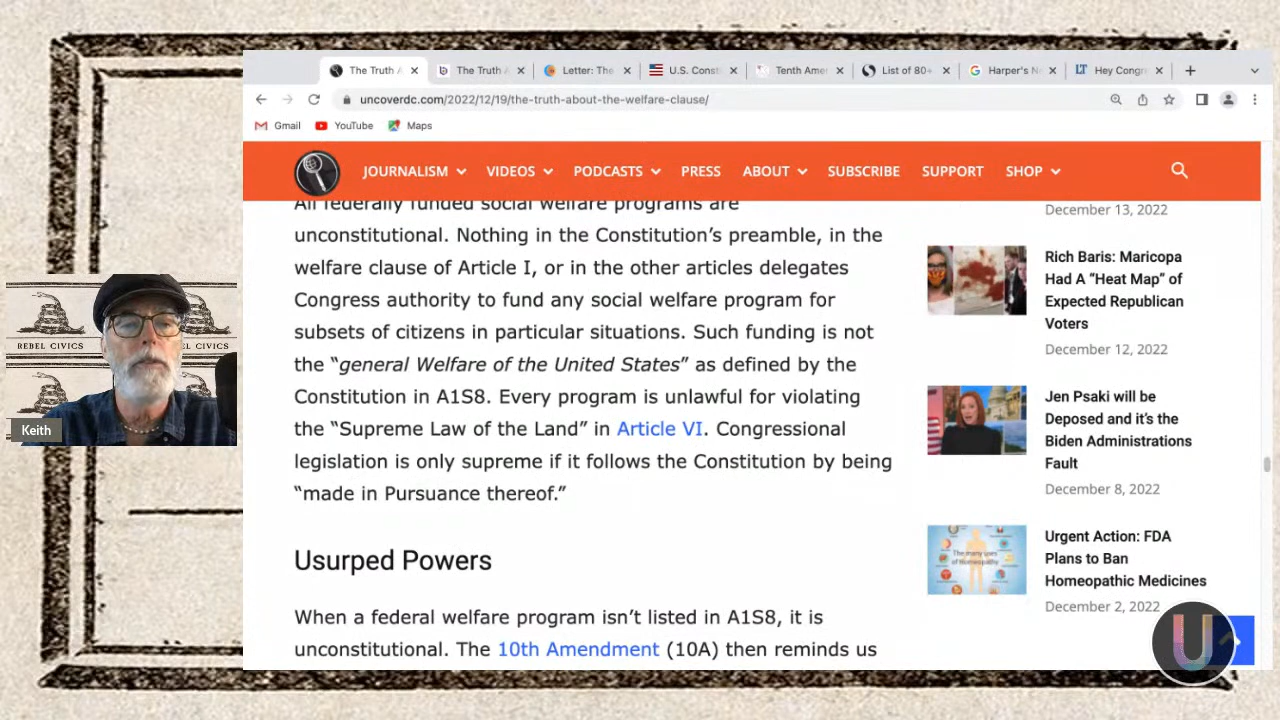 The Truth A
The Truth A
Letter: The
U.S. Const
Tenth Ame
List of 80+
Harper's N
Hey Congr
uncoverdc.com/2022/12/19/the-truth-about-the-welfare-clause/
Gmail
YouTube
Maps
JOURNALISM
VIDEOS
PODCASTS
PRESS
ABOUT
SUBSCRIBE
SUPPORT
SHOP
All federally funded social welfare programs are
unconstitutional. Nothing in the Constitution’s preamble, in the
welfare clause of Article I, or in the other articles delegates
Congress authority to fund any social welfare program for
subsets of citizens in particular situations. Such funding is not
the “general Welfare of the United States” as defined by the
Constitution in A1S8. Every program is unlawful for violating
the “Supreme Law of the Land” in Article VI. Congressional
legislation is only supreme if it follows the Constitution by being
“made in Pursuance thereof.”
Usurped Powers
When a federal welfare program isn’t listed in A1S8, it is
unconstitutional. The 10th Amendment (10A) then reminds us
December 13, 2022
Rich Baris: Maricopa
Had A “Heat Map” of
Expected Republican
Voters
December 12, 2022
Jen Psaki will be
Deposed and it’s the
Biden Administrations
Fault
December 8, 2022
The many uses
of Homeopathy
Urgent Action: FDA
Plans to Ban
Homeopathic Medicines
December 2, 2022
U
REBEL CIVICS
L CIVICS
Keith